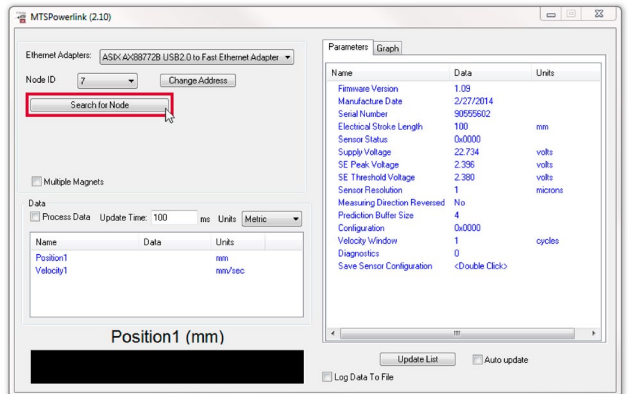 MTSPowerlink (2.10)
Ethernet Adapters: ASIX AX88772B USB2.0 to Fast Ethernet Adapter
Node ID 7 Change Address
Search for Node
Multiple Magnets
Data
Process Data Update Time: 100 ms Units Metric
Name Data Units
Position1 mm
Velocity1 mm/sec
Position1 (mm)
Parameters Graph
Name Data Units
Firmware Version 1.09
Manufacture Date 2/27/2014
Serial Number 90555602
Electrical Stroke Length 100 mm
Sensor Status 0x0000
Supply Voltage 22.734 volts
SE Peak Voltage 2.396 volts
SE Threshold Voltage 2.380 volts
Sensor Resolution 1 microns
Measuring Direction Reversed No
Prediction Buffer Size 4
Configuration 0x0000
Velocity Window 1 cycles
Diagnostics 0
Save Sensor Configuration <Double Click>
Update List Auto update
Log Data To File